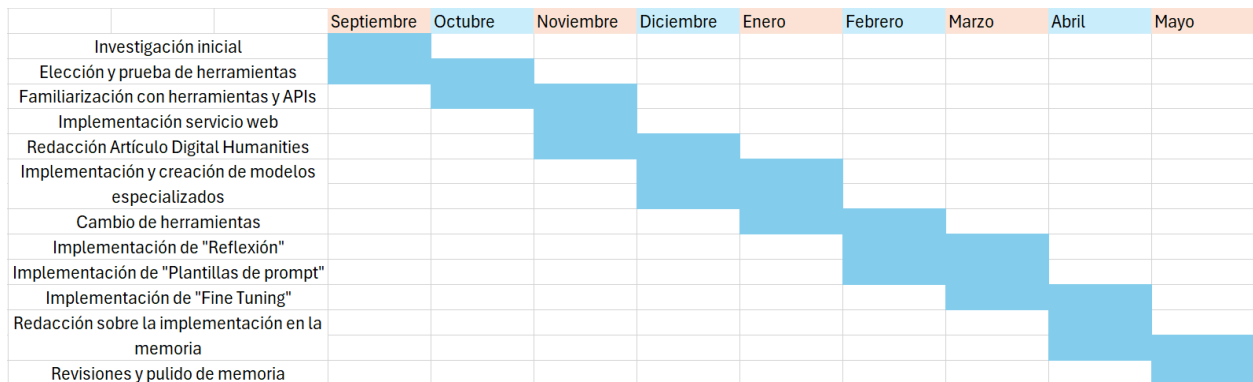 Septiembre Octubre Noviembre Diciembre Enero Febrero Marzo Abril Mayo
Investigación inicial
Elección y prueba de herramientas
Familiarización con herramientas y APIs
Implementación servicio web
Redacción Artículo Digital Humanities
Implementación y creación de modelos
especializados
Cambio de herramientas
Implementación de "Reflexión"
Implementación de "Plantillas de prompt"
Implementación de "Fine Tuning"
Redacción sobre la implementación en la
memoria
Revisiones y pulido de memoria